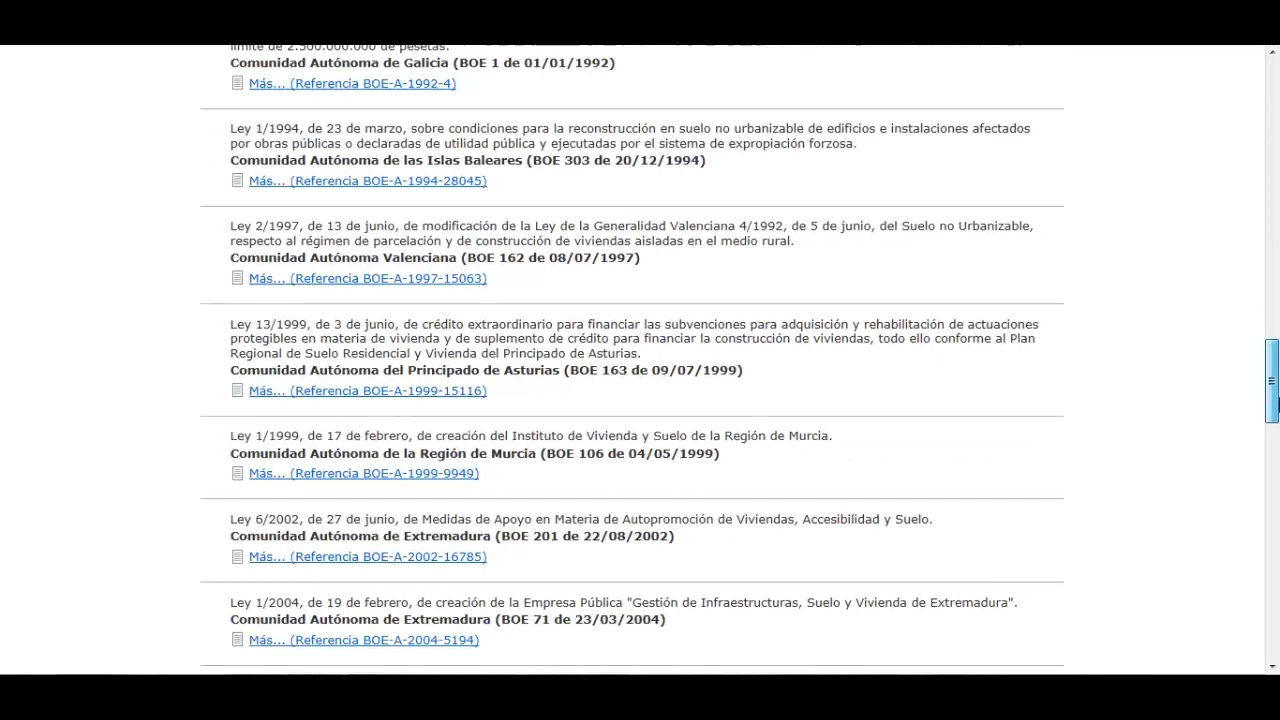 límite de 2.500.000.000 de pesetas.
Comunidad Autónoma de Galicia (BOE 1 de 01/01/1992)
Más... (Referencia BOE-A-1992-4)
Ley 1/1994, de 23 de marzo, sobre condiciones para la reconstrucción en suelo no urbanizable de edificios e instalaciones afectados
por obras públicas o declaradas de utilidad pública y ejecutadas por el sistema de expropiación forzosa.
Comunidad Autónoma de las Islas Baleares (BOE 303 de 20/12/1994)
Más... (Referencia BOE-A-1994-28045)
Ley 2/1997, de 13 de junio, de modificación de la Ley de la Generalidad Valenciana 4/1992, de 5 de junio, del Suelo no Urbanizable,
respecto al régimen de parcelación y de construcción de viviendas aisladas en el medio rural.
Comunidad Autónoma Valenciana (BOE 162 de 08/07/1997)
Más... (Referencia BOE-A-1997-15063)
Ley 13/1999, de 3 de junio, de crédito extraordinario para financiar las subvenciones para adquisición y rehabilitación de actuaciones
protegibles en materia de vivienda y de suplemento de crédito para financiar la construcción de viviendas, todo ello conforme al Plan
Regional de Suelo Residencial y Vivienda del Principado de Asturias.
Comunidad Autónoma del Principado de Asturias (BOE 163 de 09/07/1999)
Más... (Referencia BOE-A-1999-15116)
Ley 1/1999, de 17 de febrero, de creación del Instituto de Vivienda y Suelo de la Región de Murcia.
Comunidad Autónoma de la Región de Murcia (BOE 106 de 04/05/1999)
Más... (Referencia BOE-A-1999-9949)
Ley 6/2002, de 27 de junio, de Medidas de Apoyo en Materia de Autopromoción de Viviendas, Accesibilidad y Suelo.
Comunidad Autónoma de Extremadura (BOE 201 de 22/08/2002)
Más... (Referencia BOE-A-2002-16785)
Ley 1/2004, de 19 de febrero, de creación de la Empresa Pública "Gestión de Infraestructuras, Suelo y Vivienda de Extremadura".
Comunidad Autónoma de Extremadura (BOE 71 de 23/03/2004)
Más... (Referencia BOE-A-2004-5194)